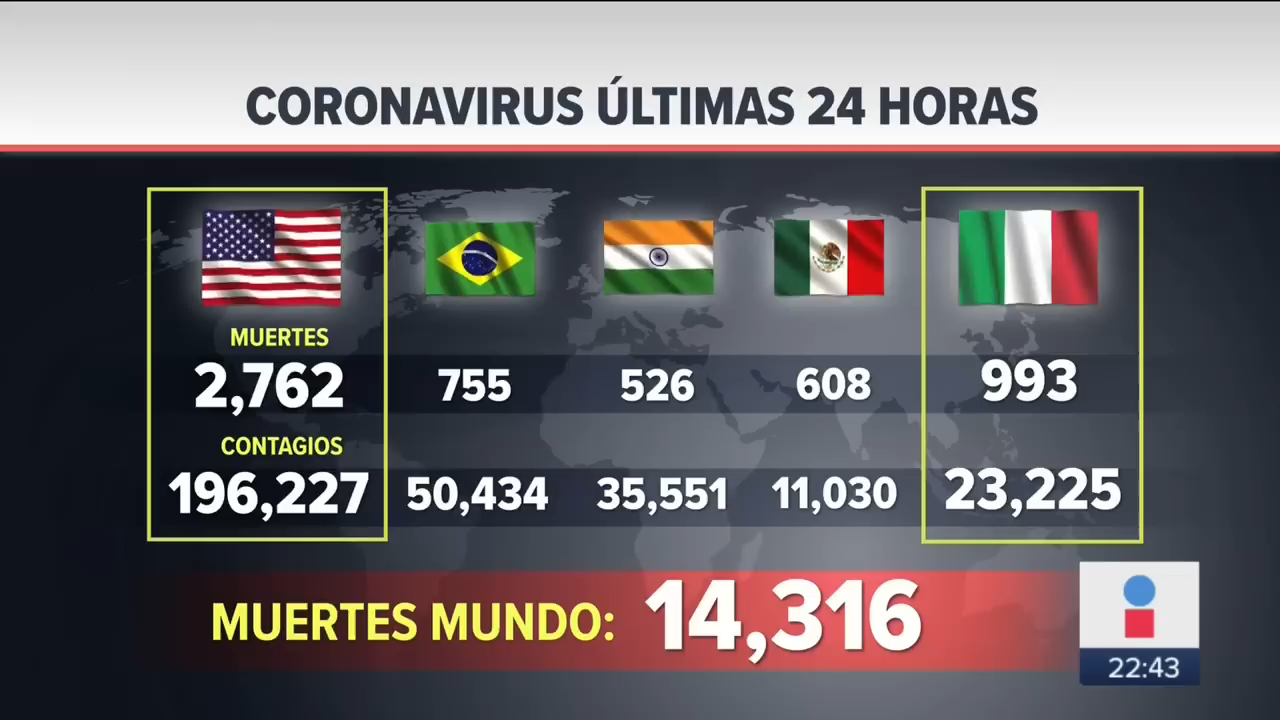 CORONAVIRUS ÚLTIMAS 24 HORAS
MUERTES
2,762 755 526 608 993
CONTAGIOS
196,227 50,434 35,551 11,030 23,225
MUERTES MUNDO: 14,316
22:43